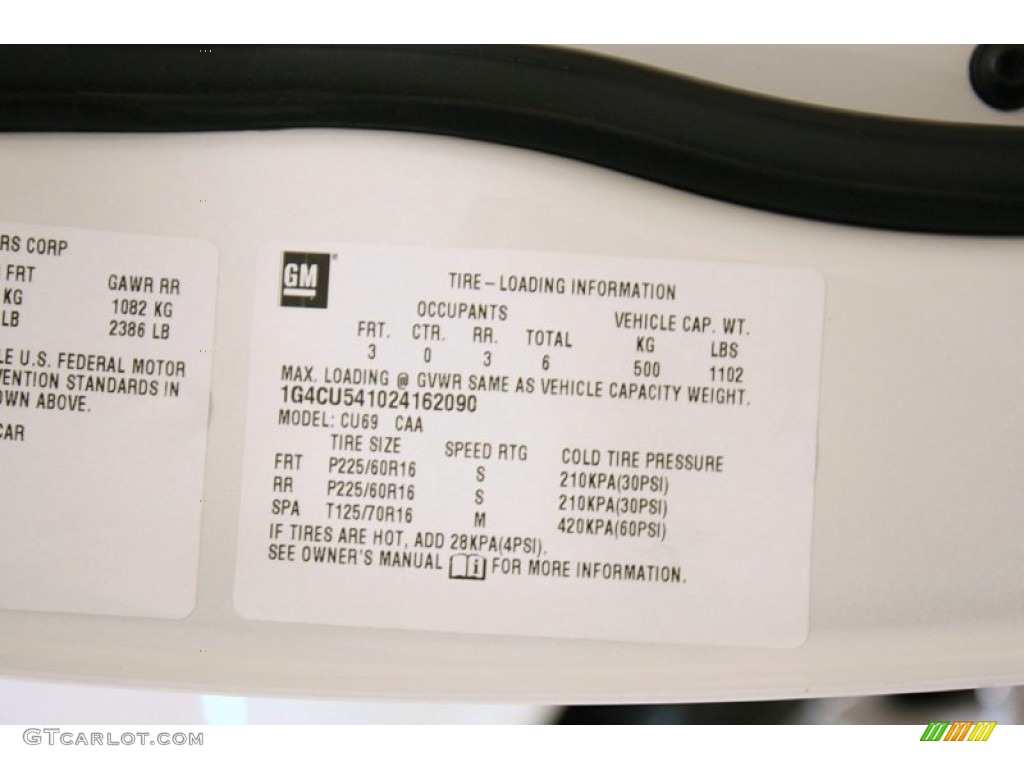 RS CORP
FRT GAWR RR
KG 1082 KG
LB 2386 LB
LE U.S. FEDERAL MOTOR
VENTION STANDARDS IN
OWN ABOVE.
CAR
GM
TIRE-LOADING INFORMATION
OCCUPANTS VEHICLE CAP. WT.
FRT. CTR. RR. TOTAL KG LBS
3 0 3 6 500 1102
MAX. LOADING @ GVWR SAME AS VEHICLE CAPACITY WEIGHT.
1G4CU541024162090
MODEL: CU69 CAA
TIRE SIZE SPEED RTG COLD TIRE PRESSURE
FRT P225/60R16 S 210KPA(30PSI)
RR P225/60R16 S 210KPA(30PSI)
SPA T125/70R16 M 420KPA(60PSI)
IF TIRES ARE HOT, ADD 28KPA(4PSI).
SEE OWNER'S MANUAL i FOR MORE INFORMATION.
GTcarlot.com